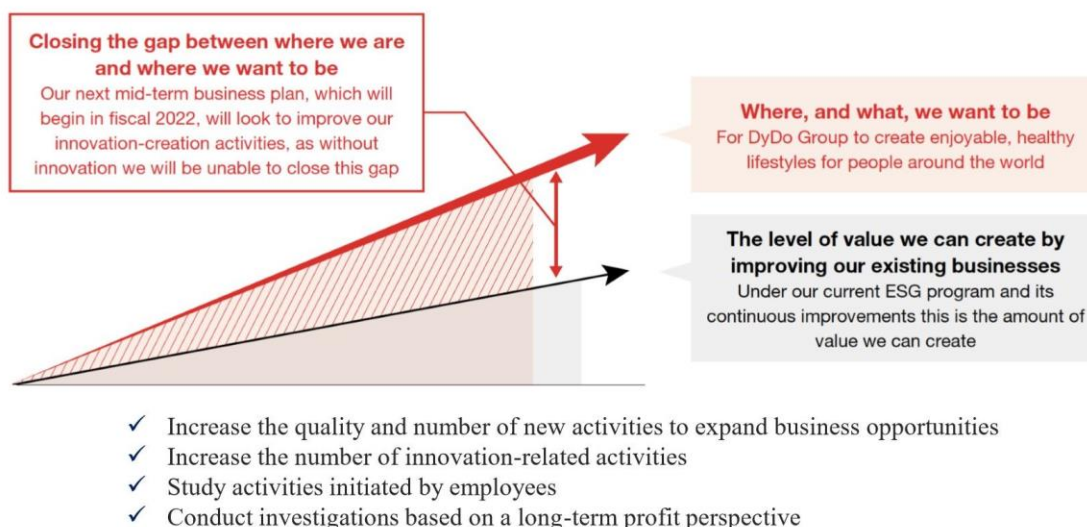 Closing the gap between where we are
and where we want to be
Our next mid-term business plan, which will
begin in fiscal 2022, will look to improve our
innovation-creation activities, as without
innovation we will be unable to close this gap
Where, and what, we want to be
For DyDo Group to create enjoyable, healthy
lifestyles for people around the world
The level of value we can create by
improving our existing businesses
Under our current ESG program and its
continuous improvements this is the amount of
value we can create
✓ Increase the quality and number of new activities to expand business opportunities
✓ Increase the number of innovation-related activities
✓ Study activities initiated by employees
✓ Conduct investigations based on a long-term profit perspective